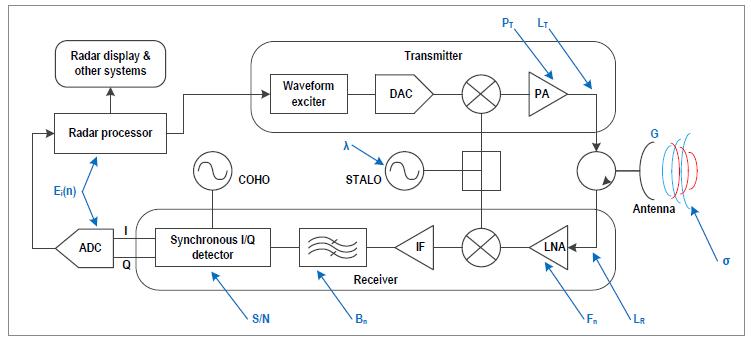 P_T
L_T
Radar display &
other systems
Transmitter
Waveform
exciter
DAC
PA
Radar processor
λ
G
E_i(n)
COHO
STALO
Antenna
I
Q
ADC
Synchronous I/Q
detector
IF
LNA
σ
Receiver
S/N
B_n
F_n
L_R